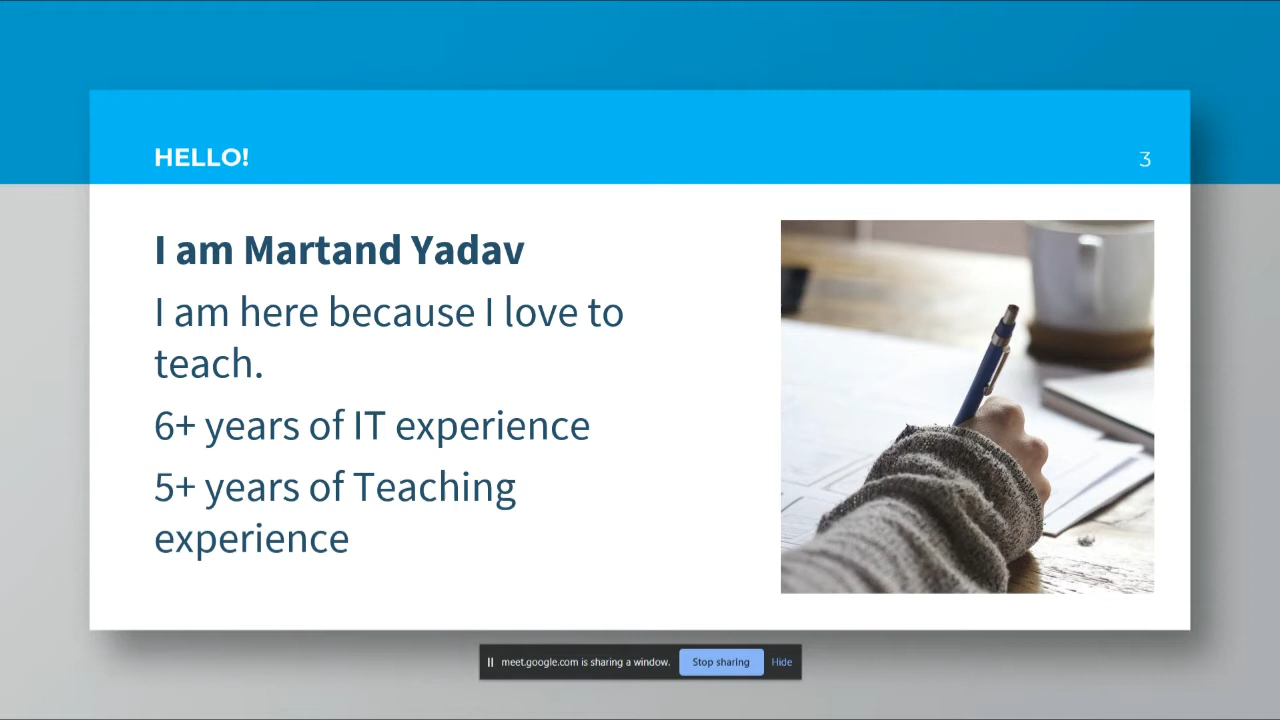 HELLO!
3
I am Martand Yadav
I am here because I love to
teach.
6+ years of IT experience
5+ years of Teaching
experience
meet.google.com is sharing a window.
Stop sharing
Hide